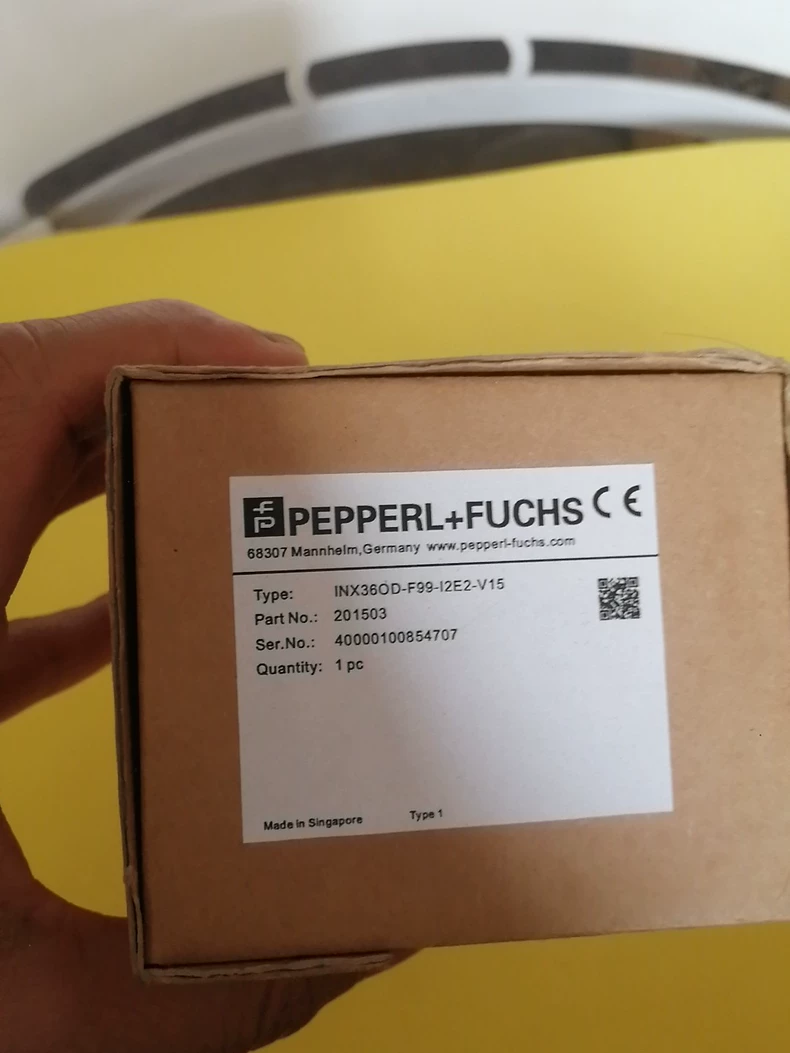 PEPPERL+FUCHS CE
68307 Mannheim,Germany www.pepperl-fuchs.com
Type: INX36OD-F99-I2E2-V15
Part No.: 201503
Ser.No.: 40000100854707
Quantity: 1 pc
Made in Singapore Type 1